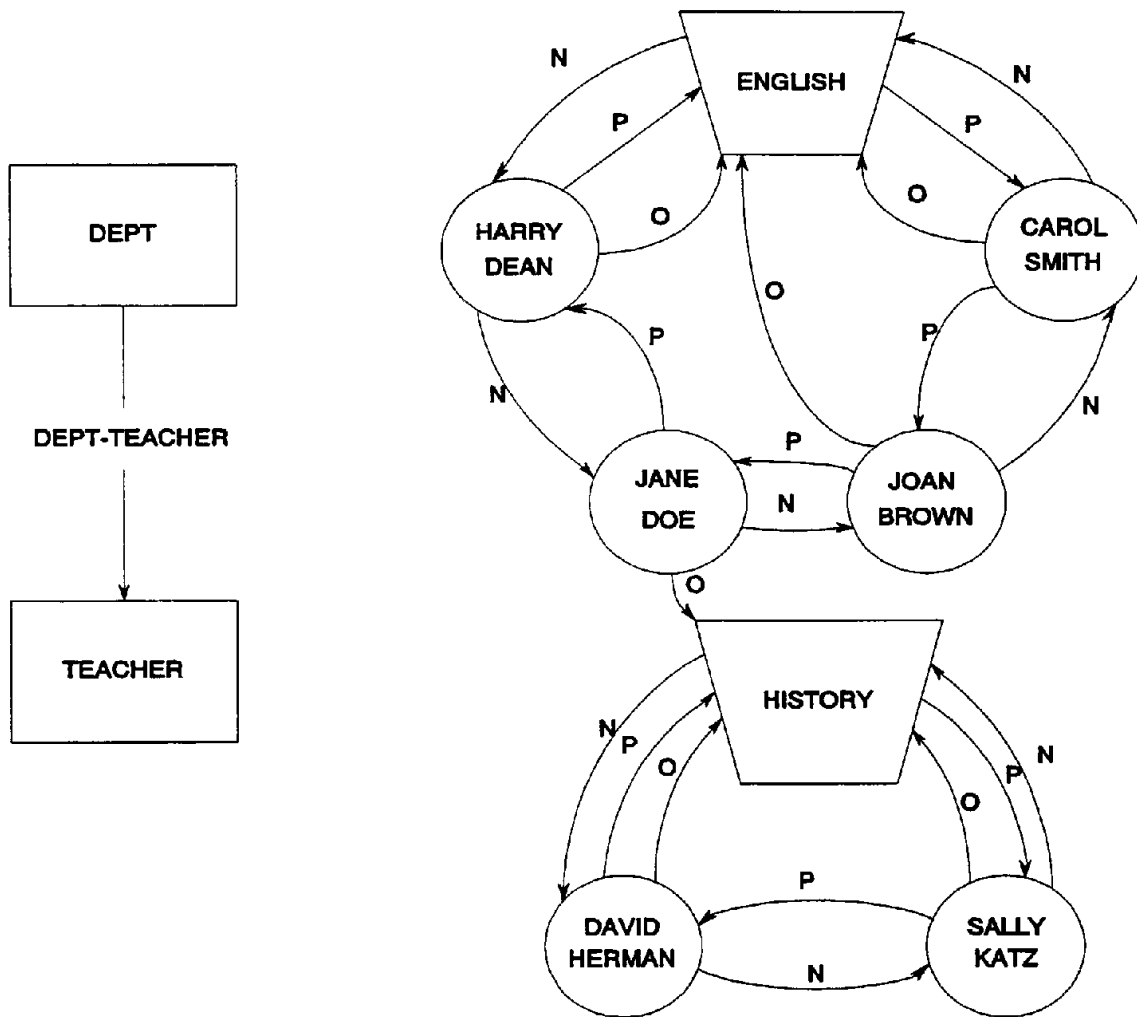 DEPT
DEPT-TEACHER
TEACHER
ENGLISH
N
P
O
N
P
O
HARRY
DEAN
CAROL
SMITH
O
P
P
N
N
P
N
JANE
DOE
JOAN
BROWN
O
HISTORY
N
P
O
N
P
O
P
N
DAVID
HERMAN
SALLY
KATZ